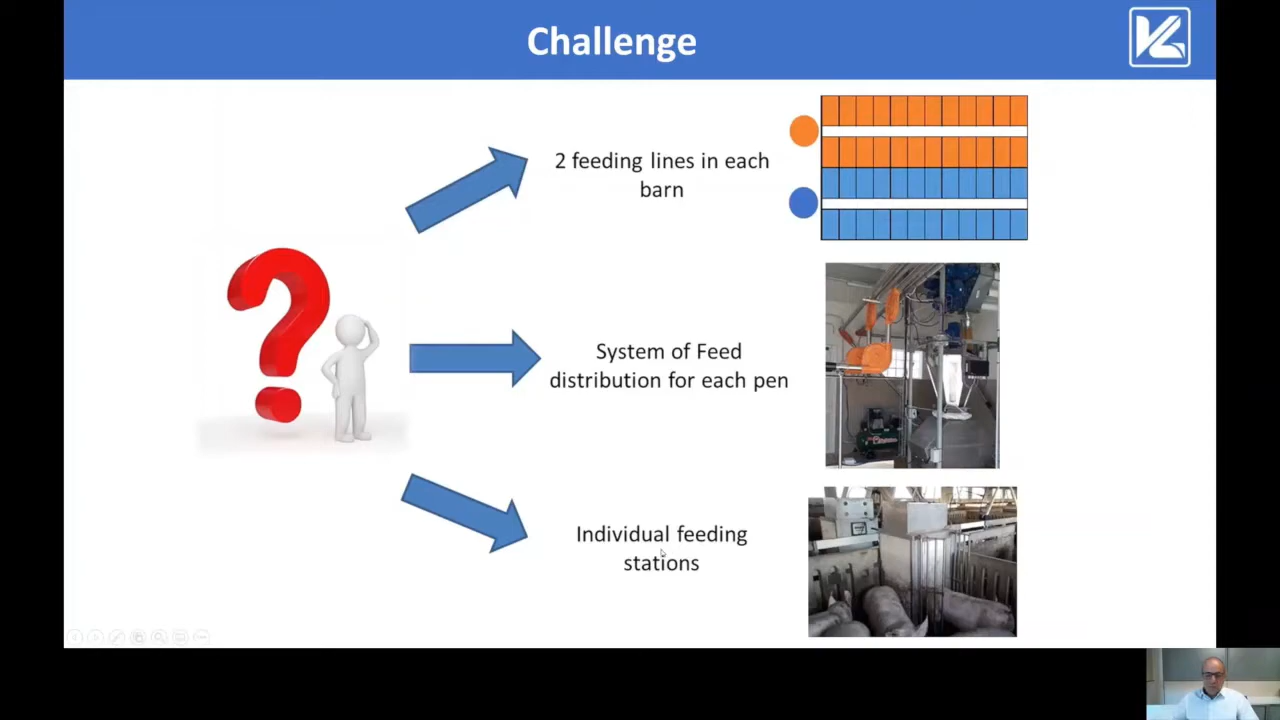 Challenge
2 feeding lines in each
barn
System of Feed
distribution for each pen
Individual feeding
stations